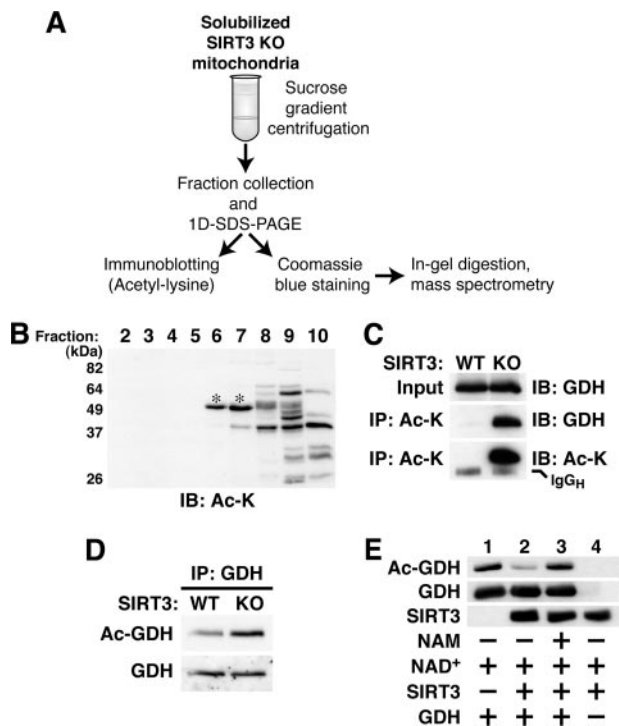 A
Solubilized
SIRT3 KO
mitochondria
Sucrose
gradient
centrifugation
Fraction collection
and
1D-SDS-PAGE
Immunoblotting
(Acetyl-lysine)
Coomassie
blue staining
In-gel digestion,
mass spectrometry
B
Fraction: 2 3 4 5 6 7 8 9 10
(kDa)
82
64
49
37
26
* *
IB: Ac-K
C
SIRT3: WT KO
Input IB: GDH
IP: Ac-K IB: GDH
IP: Ac-K IB: Ac-K
IgGH
D
IP: GDH
SIRT3: WT KO
Ac-GDH
GDH
E
1 2 3 4
Ac-GDH
GDH
SIRT3
NAM − − + −
NAD+ + + + +
SIRT3 − + + +
GDH + + + −